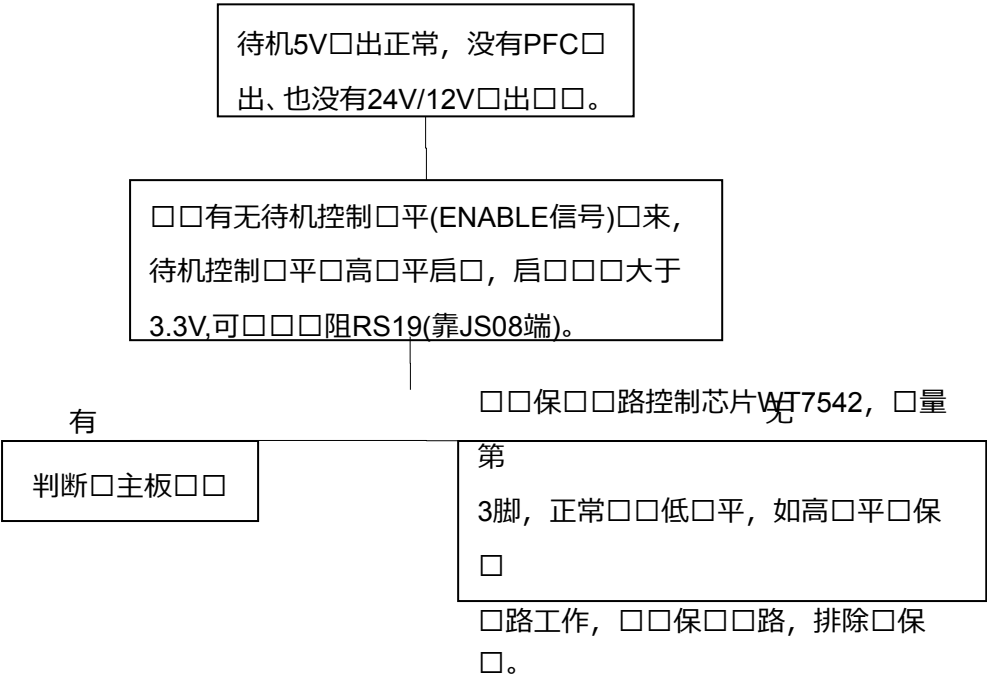 待机5V□出正常，没有PFC□
出、也没有24V/12V□出□□。
□□有无待机控制□平(ENABLE信号)□来，
待机控制□平□高□平启□，启□□□□大于
3.3V,可□□□□阻RS19(靠JS08端)。
有
无
判断□主板□□
□□保□□□路控制芯片WT7542，□量
第
3脚，正常□□低□平，如高□平□保
□
□路工作，□□保□□□路，排除□保
□。